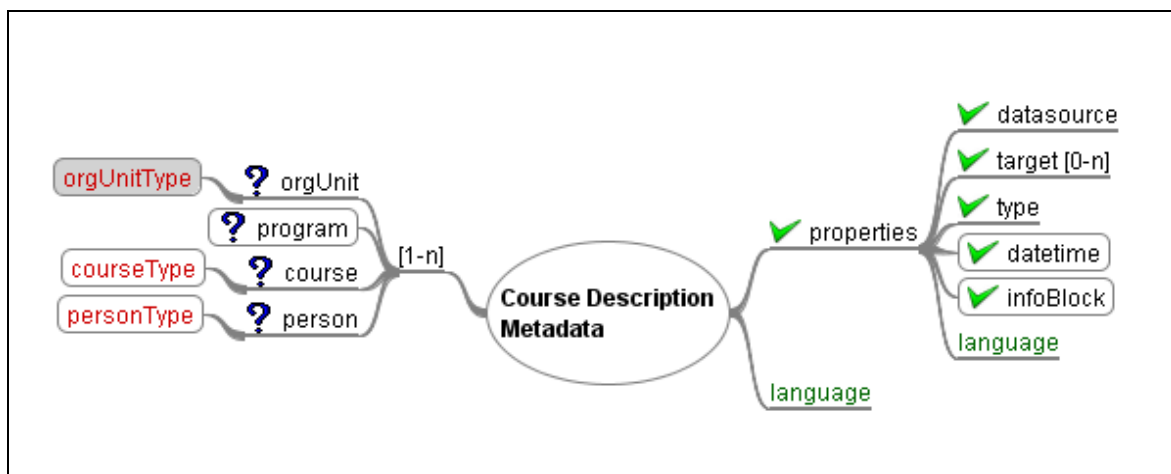 orgUnitType
orgUnit
program
courseType
course
personType
person
[1-n]
Course Description
Metadata
properties
datasource
target [0-n]
type
datetime
infoBlock
language
language